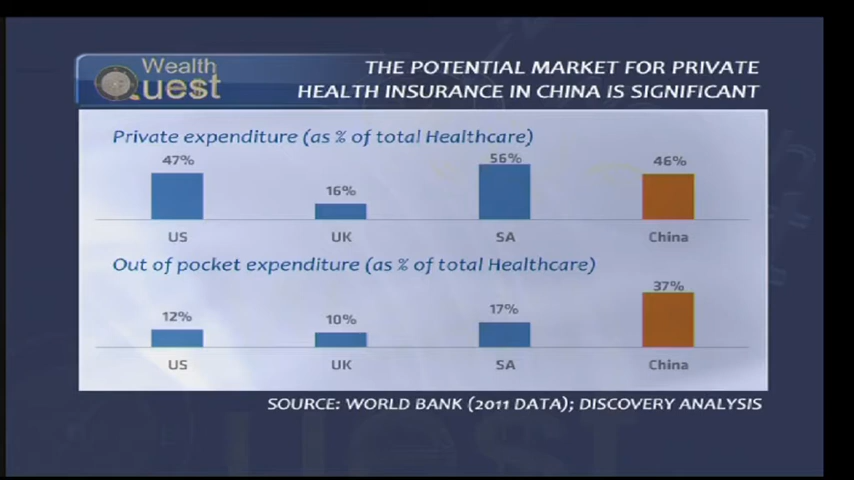 Wealth
Quest
THE POTENTIAL MARKET FOR PRIVATE
HEALTH INSURANCE IN CHINA IS SIGNIFICANT
Private expenditure (as % of total Healthcare)
47%
16%
56%
46%
US
UK
SA
China
Out of pocket expenditure (as % of total Healthcare)
12%
10%
17%
37%
US
UK
SA
China
SOURCE: WORLD BANK (2011 DATA); DISCOVERY ANALYSIS